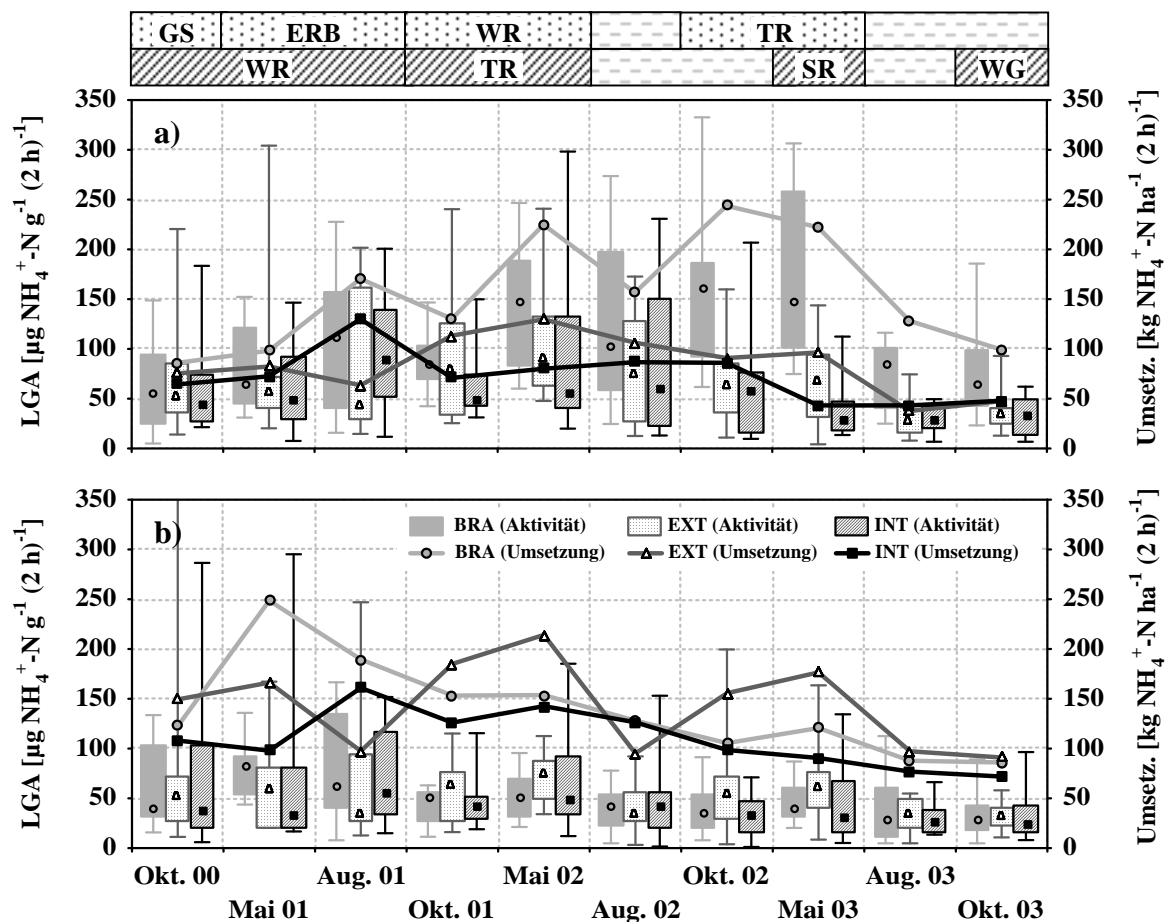 GS ERB WR TR
WR TR SR WG
350 350
a)
300 300
250 250
200 200
150 150
100 100
50 50
0 0
LGA [µg NH₄⁺-N g⁻¹ (2 h)⁻¹]
Umsetz. [kg NH₄⁺-N ha⁻¹ (2 h)⁻¹]
350 350
b)
BRA (Aktivität) EXT (Aktivität) INT (Aktivität)
BRA (Umsetzung) EXT (Umsetzung) INT (Umsetzung)
300 300
250 250
200 200
150 150
100 100
50 50
0 0
LGA [µg NH₄⁺-N g⁻¹ (2 h)⁻¹]
Umsetz. [kg NH₄⁺-N ha⁻¹ (2 h)⁻¹]
Okt. 00 Aug. 01 Mai 02 Okt. 02 Aug. 03
Mai 01 Okt. 01 Aug. 02 Mai 03 Okt. 03